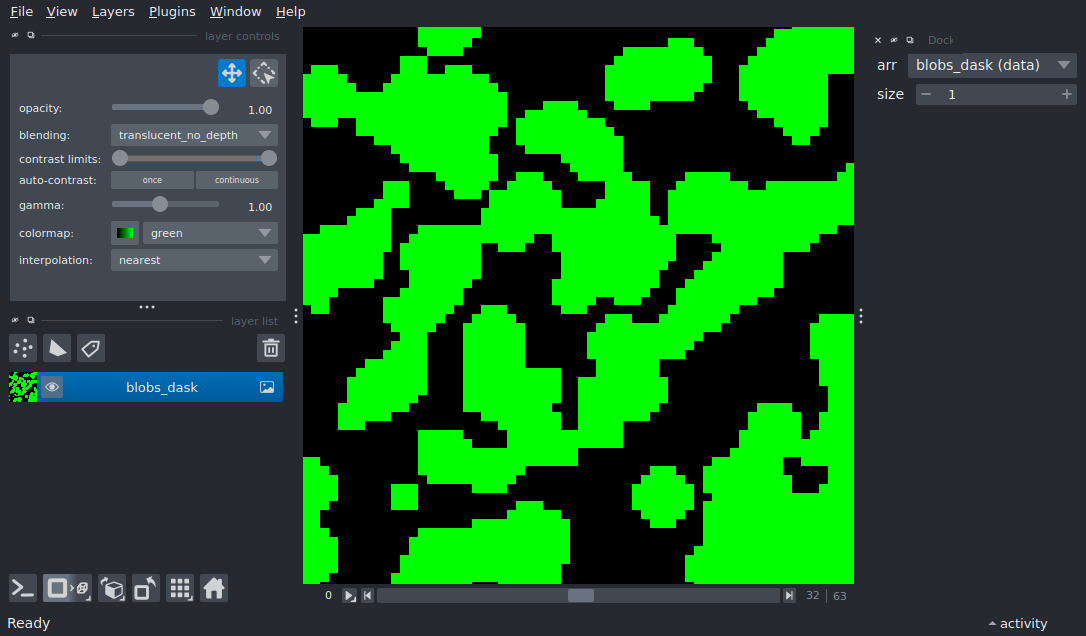 File View Layers Plugins Window Help
layer controls
opacity: 1.00
blending: translucent_no_depth
contrast limits:
auto-contrast: once continuous
gamma: 1.00
colormap: green
interpolation: nearest
layer list
blobs_dask
Dock
arr blobs_dask (data)
size 1
0 32 63
Ready
activity